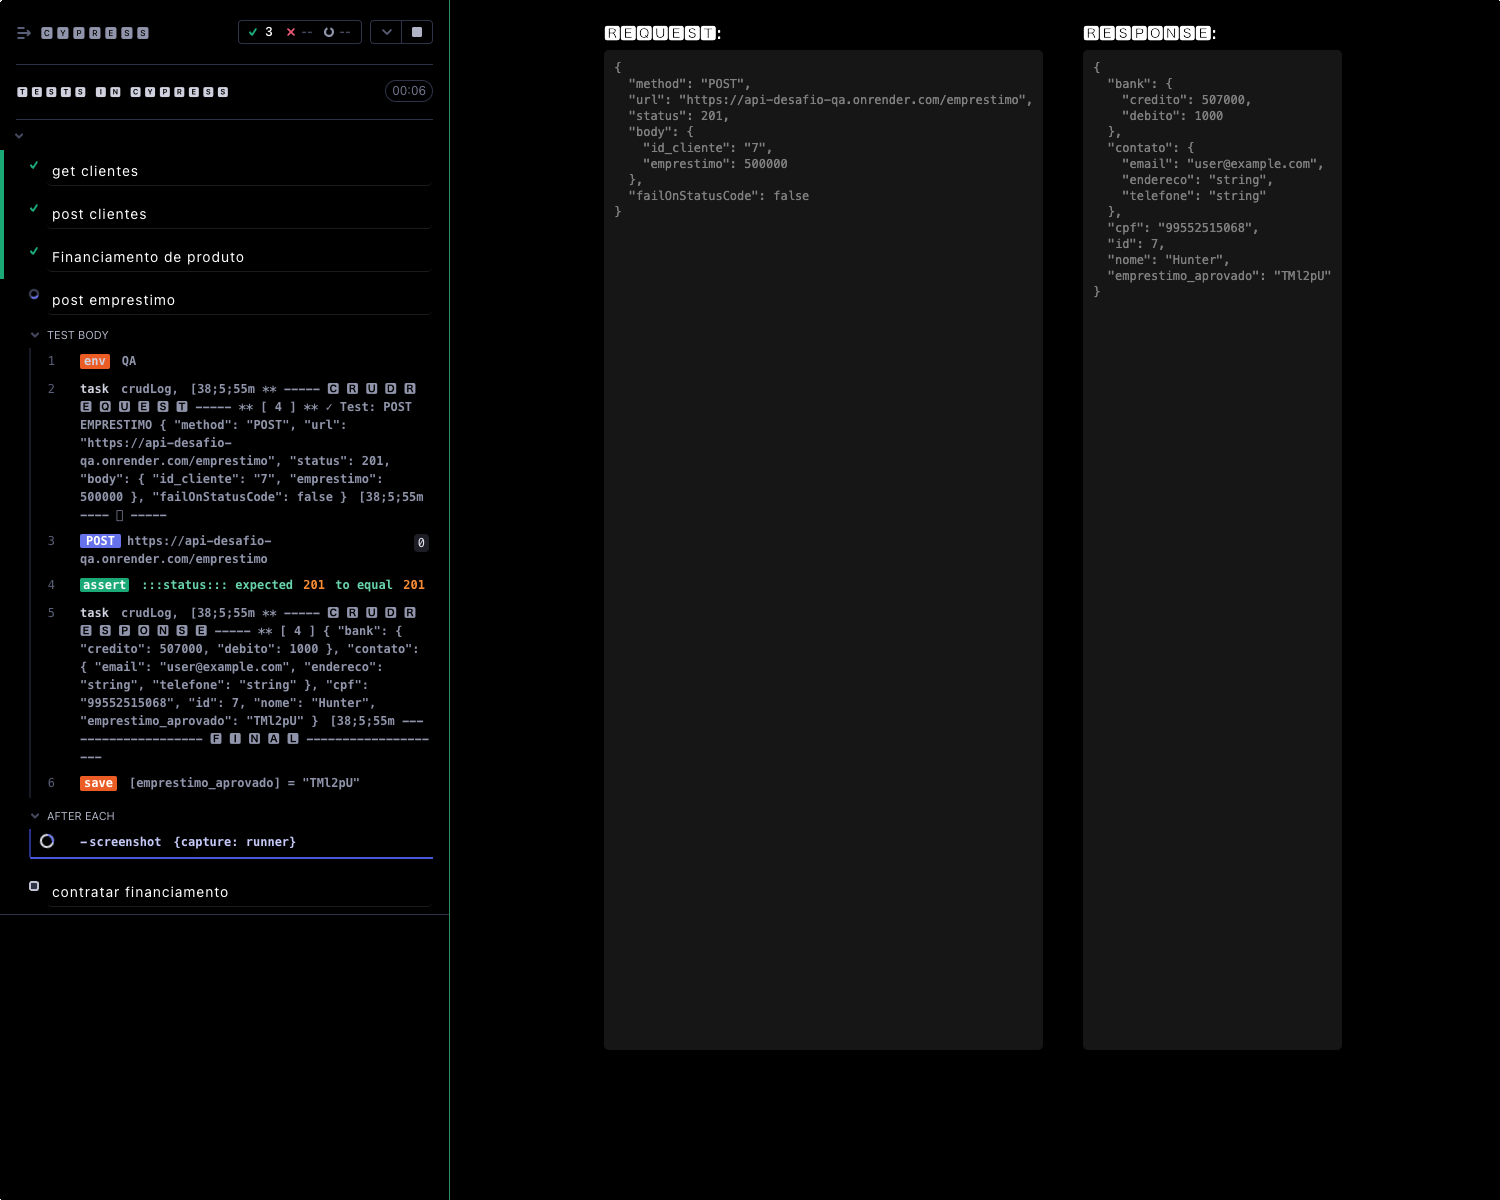 CYPRESS
3 -- --
TESTS IN CYPRESS
00:06
get clientes
post clientes
Financiamento de produto
post emprestimo
TEST BODY
1 env QA
2 task crudLog, [38;5;55m ** ––––– C R U D R
E Q U E S T ––––– ** [ 4 ] ** ✓ Test: POST
EMPRESTIMO { "method": "POST", "url":
"https://api-desafio-
qa.onrender.com/emprestimo", "status": 201,
"body": { "id_cliente": "7", "emprestimo":
500000 }, "failOnStatusCode": false } [38;5;55m
–––– –––––
3 POST https://api-desafio-
qa.onrender.com/emprestimo
0
4 assert :::status::: expected 201 to equal 201
5 task crudLog, [38;5;55m ** ––––– C R U D R
E S P O N S E ––––– ** [ 4 ] { "bank": {
"credito": 507000, "debito": 1000 }, "contato":
{ "email": "user@example.com", "endereco":
"string", "telefone": "string" }, "cpf":
"99552515068", "id": 7, "nome": "Hunter",
"emprestimo_aprovado": "TMl2pU" } [38;5;55m –––
––––––––––––––––– F I N A L –––––––––––––––––
–––
6 save [emprestimo_aprovado] = "TMl2pU"
AFTER EACH
–screenshot {capture: runner}
contratar financiamento
REQUEST:
{
"method": "POST",
"url": "https://api-desafio-qa.onrender.com/emprestimo",
"status": 201,
"body": {
"id_cliente": "7",
"emprestimo": 500000
},
"failOnStatusCode": false
}
RESPONSE:
{
"bank": {
"credito": 507000,
"debito": 1000
},
"contato": {
"email": "user@example.com",
"endereco": "string",
"telefone": "string"
},
"cpf": "99552515068",
"id": 7,
"nome": "Hunter",
"emprestimo_aprovado": "TMl2pU"
}